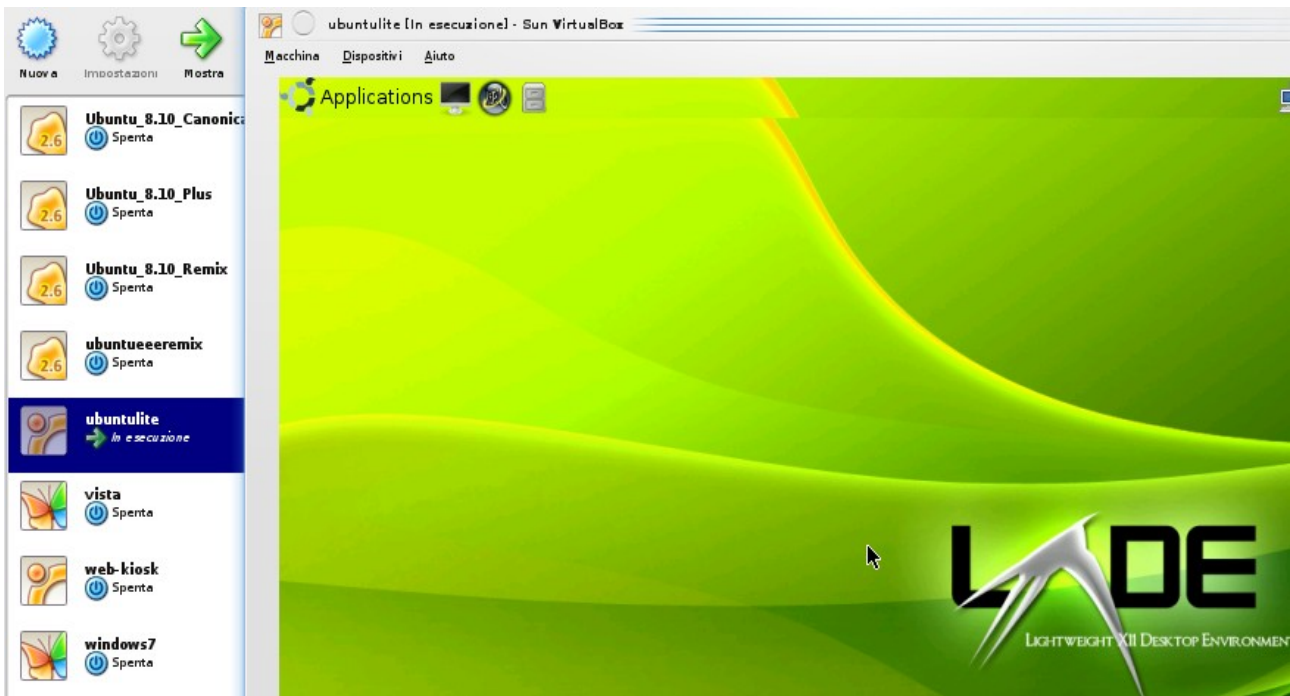 Nuova
Impostazioni
Mostra
Ubuntu_8.10_Canonica
Spenta
Ubuntu_8.10_Plus
Spenta
Ubuntu_8.10_Remix
Spenta
ubuntueeeremix
Spenta
ubuntulite
In esecuzione
vista
Spenta
web-kiosk
Spenta
windows7
Spenta
ubuntulite [In esecuzione] - Sun VirtualBox
Macchina Dispositivi Aiuto
Applications
LXDE
LIGHTWEIGHT X11 DESKTOP ENVIRONMEN